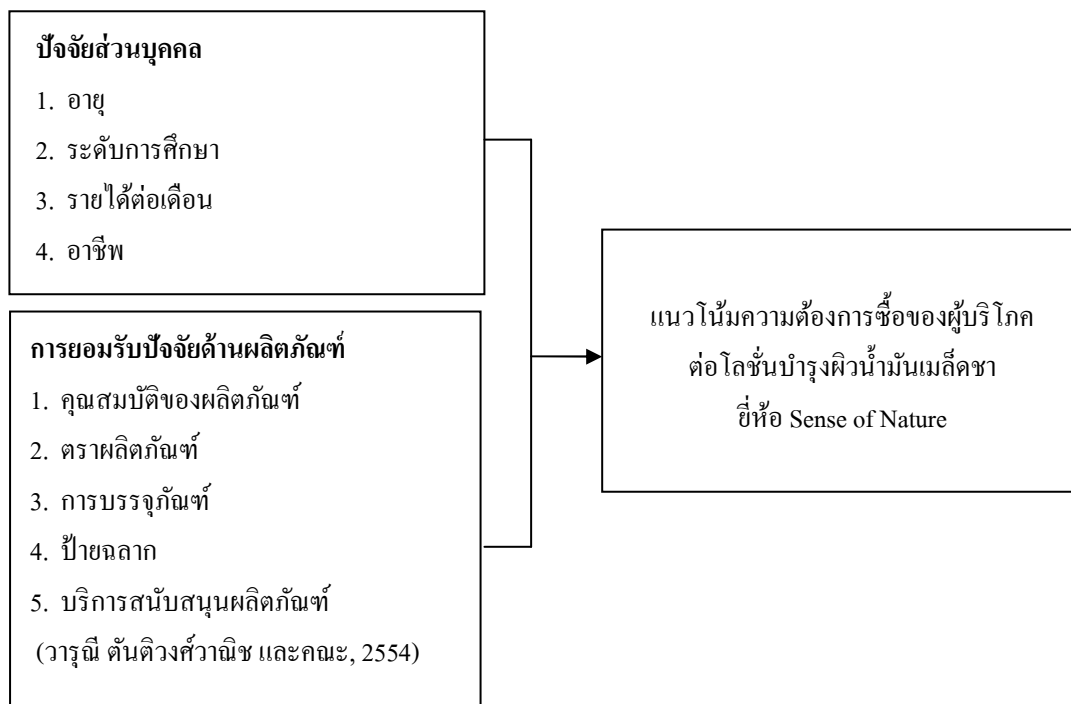 ปัจจัยส่วนบุคคล
1. อายุ
2. ระดับการศึกษา
3. รายได้ต่อเดือน
4. อาชีพ
การยอมรับปัจจัยด้านผลิตภัณฑ์
1. คุณสมบัติของผลิตภัณฑ์
2. ตราผลิตภัณฑ์
3. การบรรจุภัณฑ์
4. ป้ายฉลาก
5. บริการสนับสนุนผลิตภัณฑ์
(วารุณี ตันติวงศ์วาณิช และคณะ, 2554)
แนวโน้มความต้องการซื้อของผู้บริโภค
ต่อโลชั่นบำรุงผิวน้ำมันเมล็ดชา
ยี่ห้อ Sense of Nature